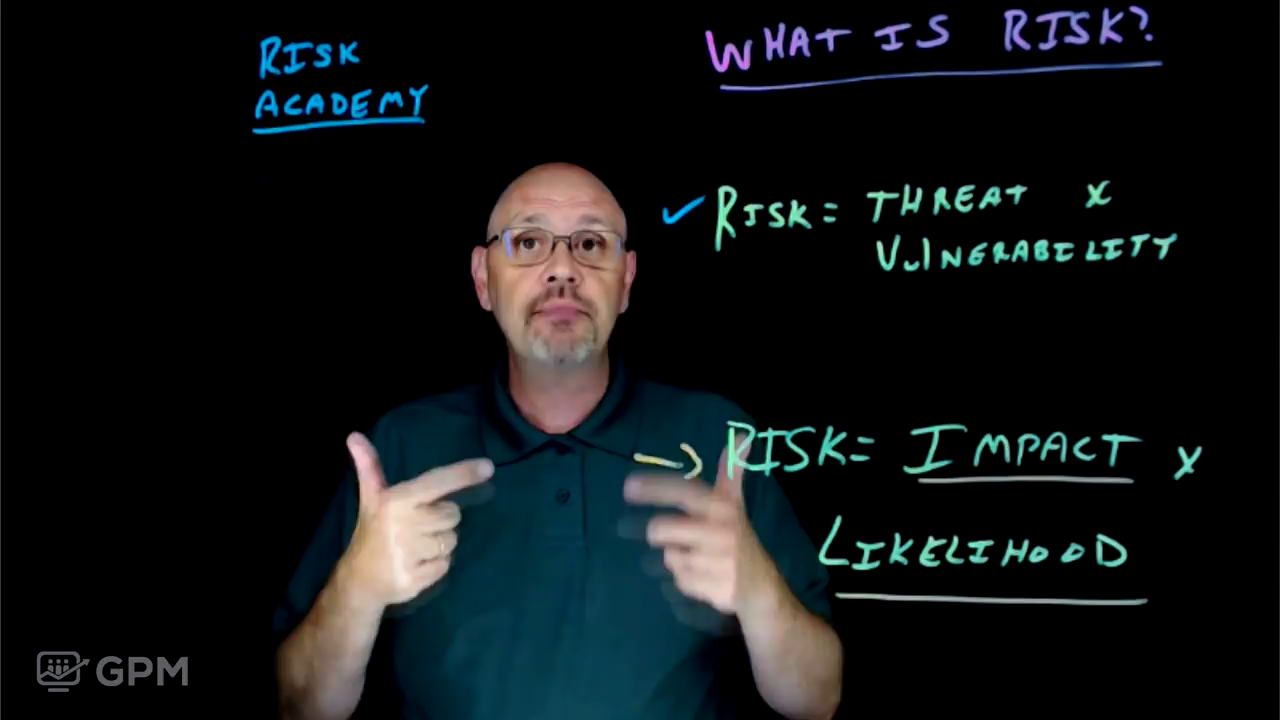 RISK
ACADEMY
WHAT IS RISK?
RISK = THREAT x
VULNERABILITY
RISK = IMPACT x
LIKELIHOOD
GPM